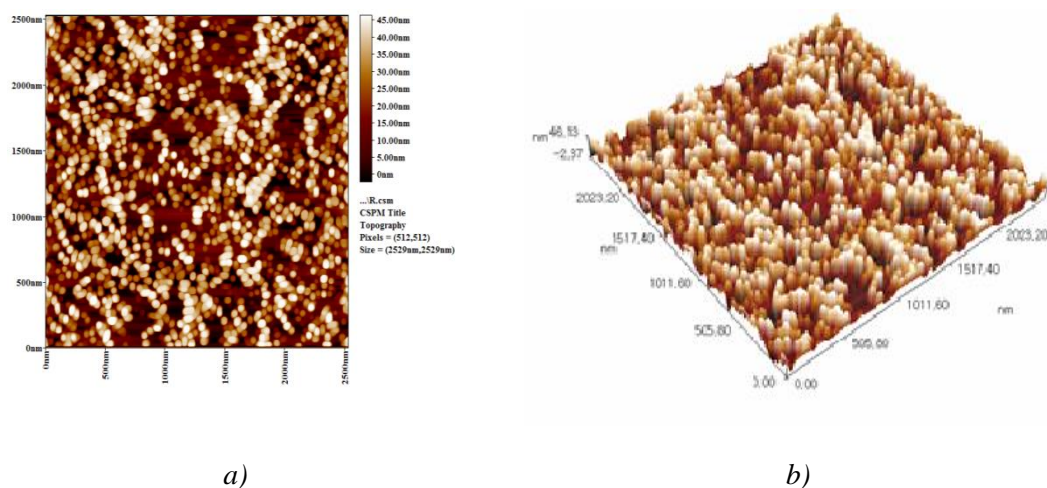 2500nm
2000nm
1500nm
1000nm
500nm
0nm
0nm
500nm
1000nm
1500nm
2000nm
2500nm
45.00nm
40.00nm
35.00nm
30.00nm
25.00nm
20.00nm
15.00nm
10.00nm
5.00nm
0nm
...\R.csm
CSPM Title
Topography
Pixels = (512,512)
Size = (2529nm,2529nm)
nm
2023.20
1517.40
nm
1011.60
505.80
0.00
0.00
1011.60
nm
1517.40
2023.20
a)
b)